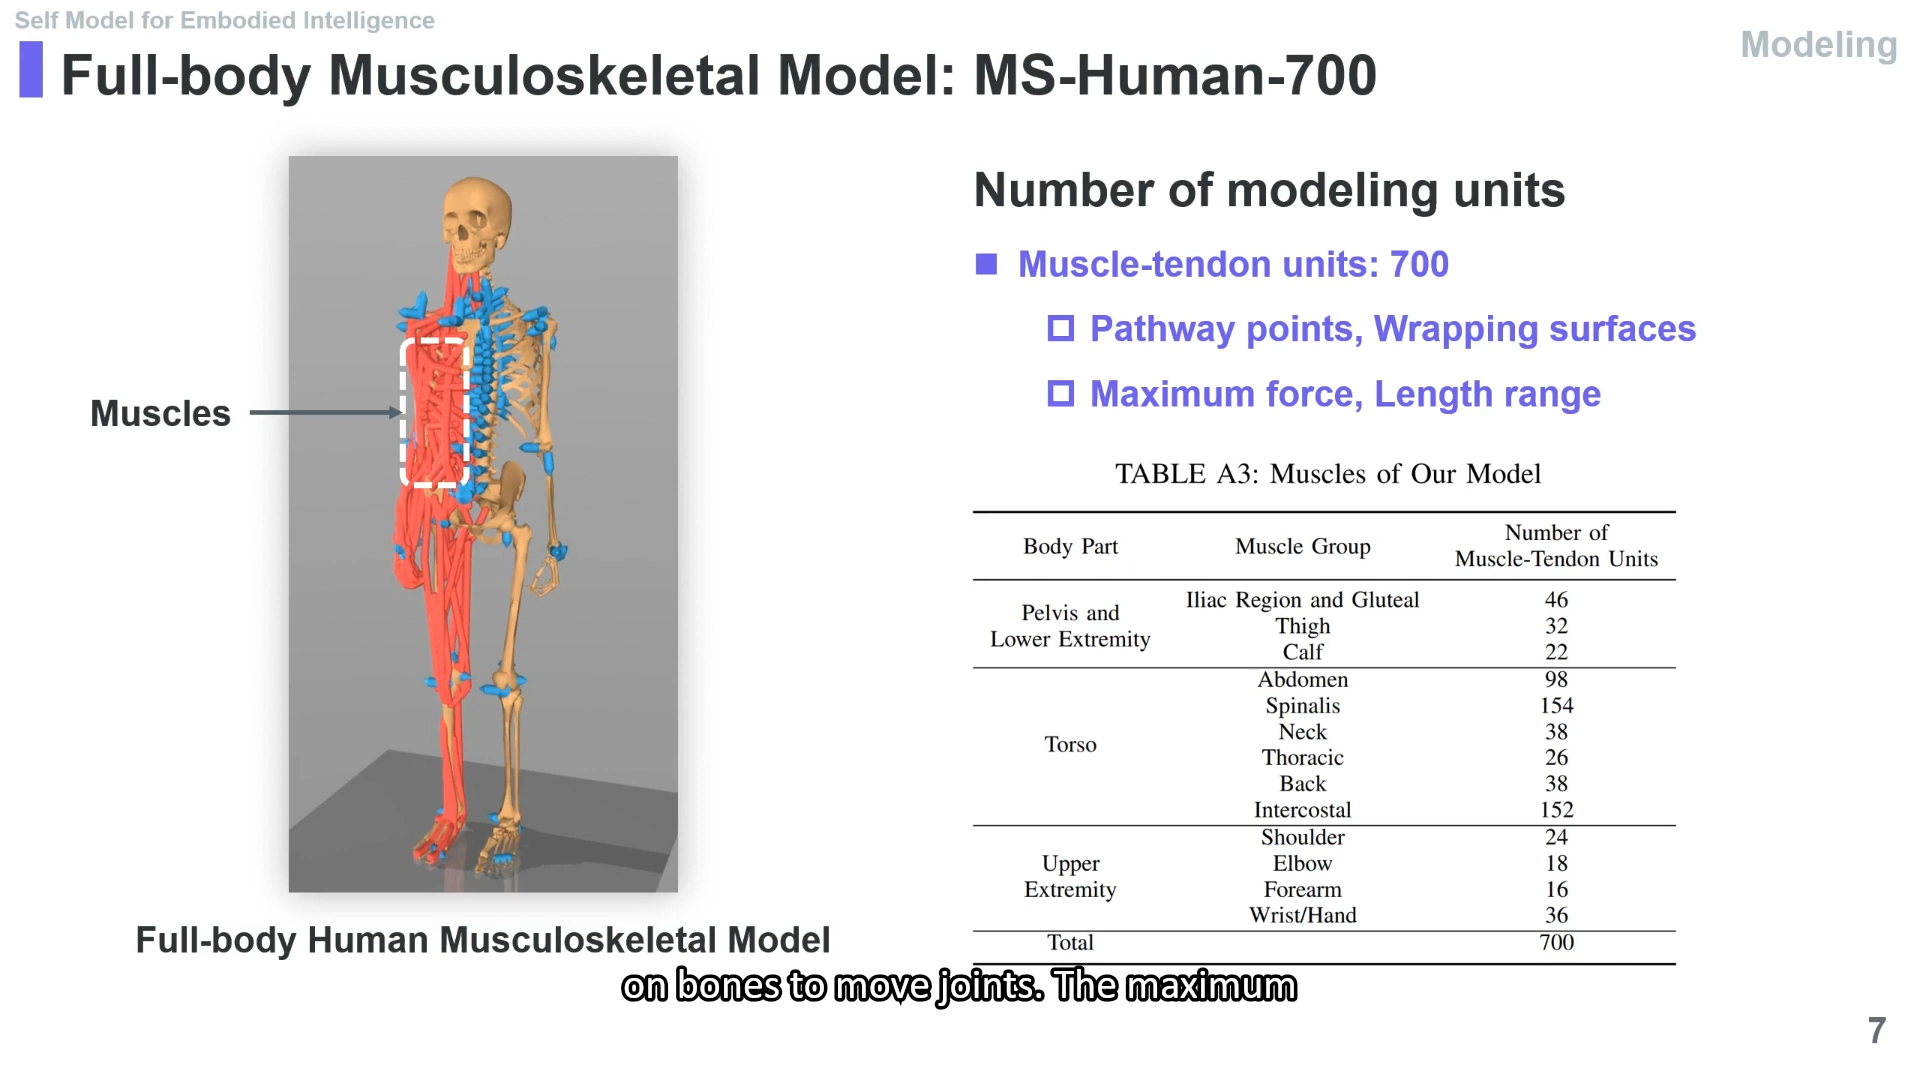 Self Model for Embodied Intelligence
Modeling
Full-body Musculoskeletal Model: MS-Human-700
Muscles
Full-body Human Musculoskeletal Model
Number of modeling units
Muscle-tendon units: 700
Pathway points, Wrapping surfaces
Maximum force, Length range
TABLE A3: Muscles of Our Model
Body Part Muscle Group Number of Muscle-Tendon Units
Pelvis and Lower Extremity
Iliac Region and Gluteal 46
Thigh 32
Calf 22
Torso
Abdomen 98
Spinalis 154
Neck 38
Thoracic 26
Back 38
Intercostal 152
Upper Extremity
Shoulder 24
Elbow 18
Forearm 16
Wrist/Hand 36
Total 700
on bones to move joints. The maximum
7